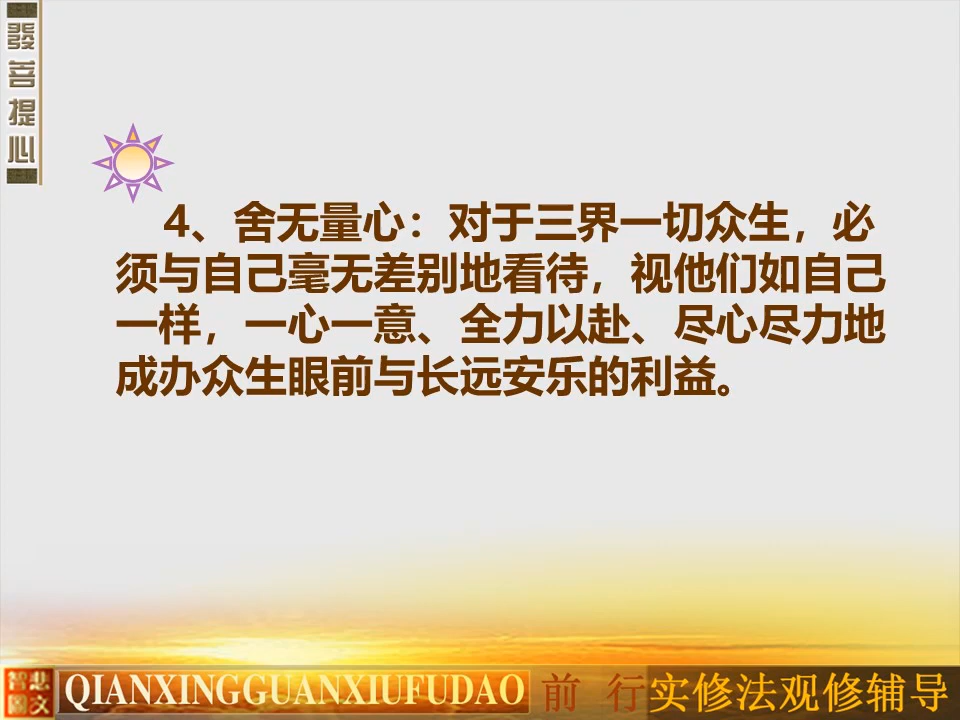 發菩提心
4、舍无量心：对于三界一切众生，必
须与自己毫无差别地看待，视他们如自己
一样，一心一意、全力以赴、尽心尽力地
成办众生眼前与长远安乐的利益。
QIANXINGGUANXIUFUDAO 前 行 实修法观修辅导